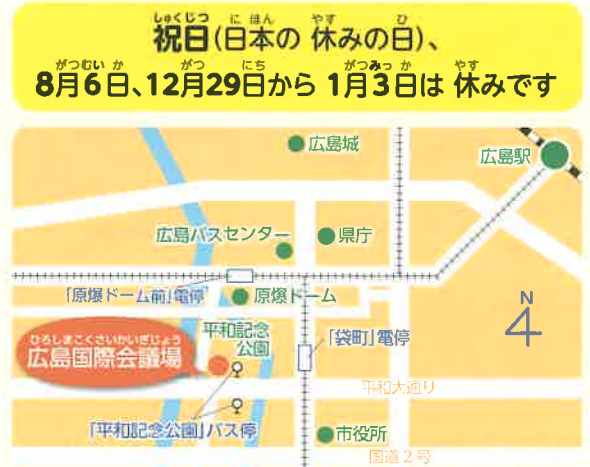 しゅくじつ に ほん やす ひ
祝日(日本の 休みの日)、
がつむい か がつ にち がつみっ か やす
8月6日、12月29日から 1月3日は 休みです
広島城
広島駅
広島バスセンター
県庁
「原爆ドーム前」電停
原爆ドーム
N
ひろしまこくさいかいぎじょう
広島国際会議場
平和記念
公園
「袋町」電停
平和大通り
「平和記念公園」バス停
市役所
国道2号